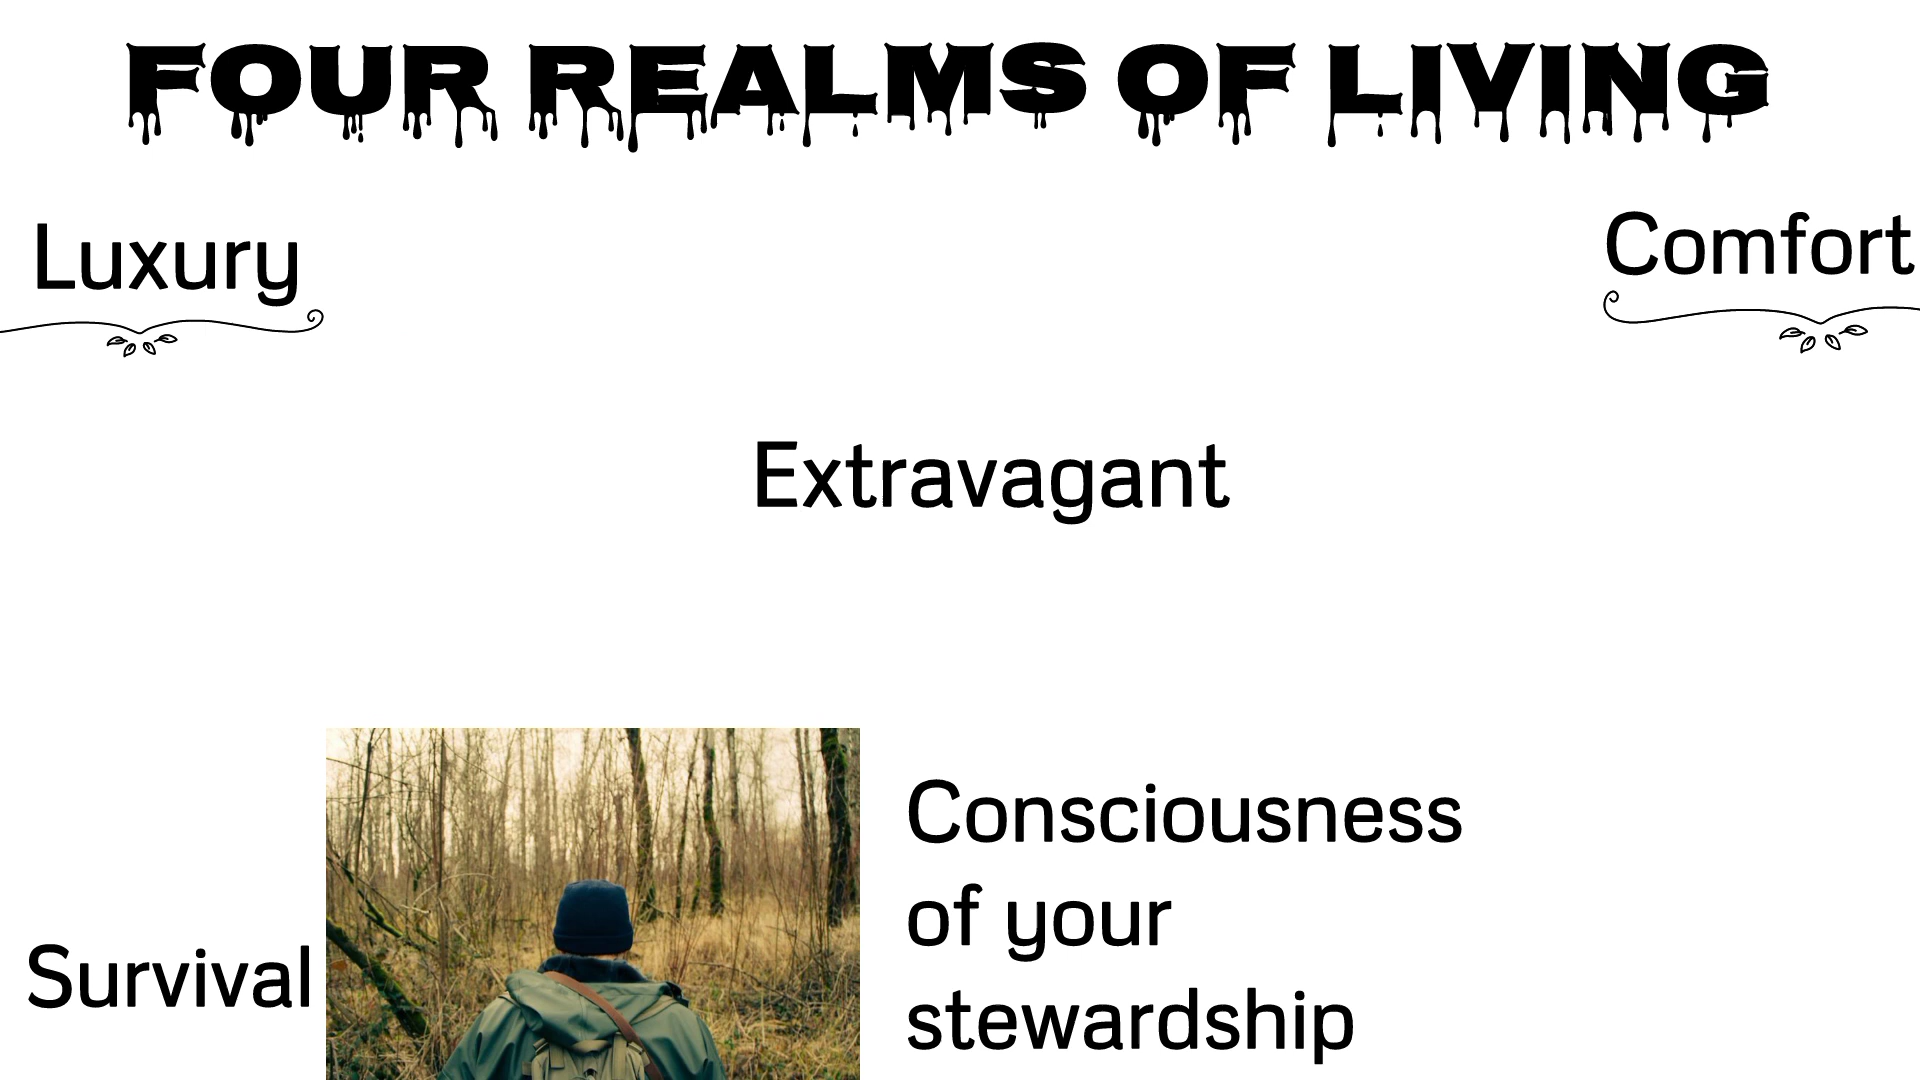 FOUR REALMS OF LIVING
Luxury
Comfort
Extravagant
Survival
Consciousness
of your
stewardship